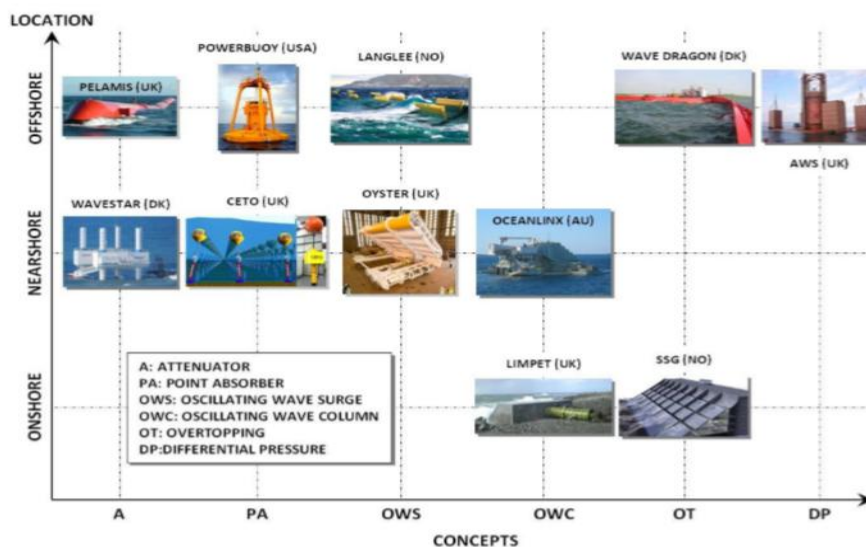 LOCATION
OFFSHORE
NEARSHORE
ONSHORE
PELAMIS (UK)
POWERBUOY (USA)
LANGLEE (NO)
WAVE DRAGON (DK)
AWS (UK)
WAVESTAR (DK)
CETO (UK)
OYSTER (UK)
OCEANLINX (AU)
LIMPET (UK)
SSG (NO)
A: ATTENUATOR
PA: POINT ABSORBER
OWS: OSCILLATING WAVE SURGE
OWC: OSCILLATING WAVE COLUMN
OT: OVERTOPPING
DP:DIFFERENTIAL PRESSURE
A PA OWS OWC OT DP
CONCEPTS